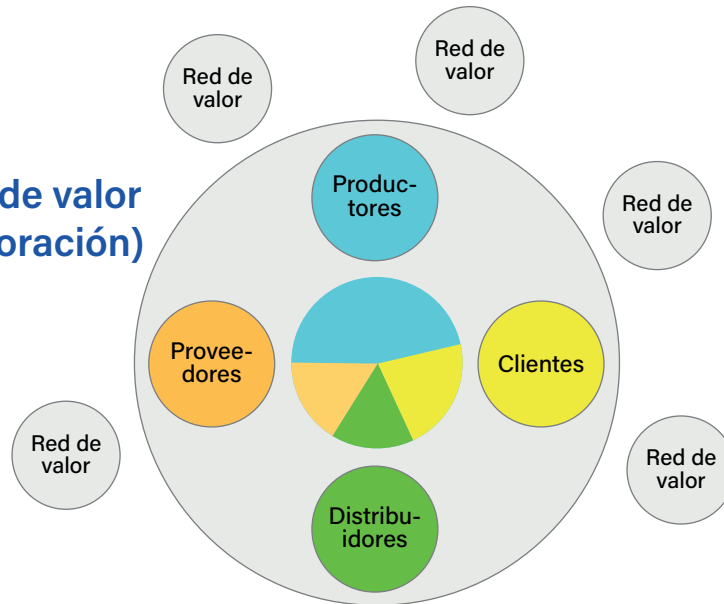 Red de
valor
Red de
valor
de valor
oración)
Produc-
tores
Red de
valor
Provee-
dores
Clientes
Red de
valor
Red de
valor
Distribu-
idores